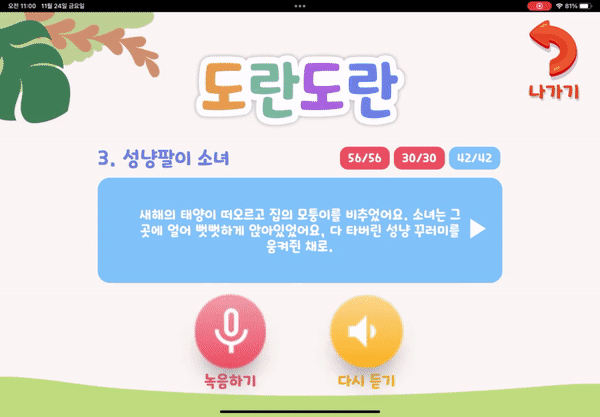 오전 11:00 11월 24일 금요일
81%
도란도란
나가기
3. 성냥팔이 소녀
56/56 30/30 42/42
새해의 태양이 떠오르고 집의 모퉁이를 비추었어요. 소녀는 그
곳에 얼어 뻣뻣하게 앉아있었어요, 다 타버린 성냥 꾸러미를
움켜쥔 채로.
녹음하기
다시 듣기